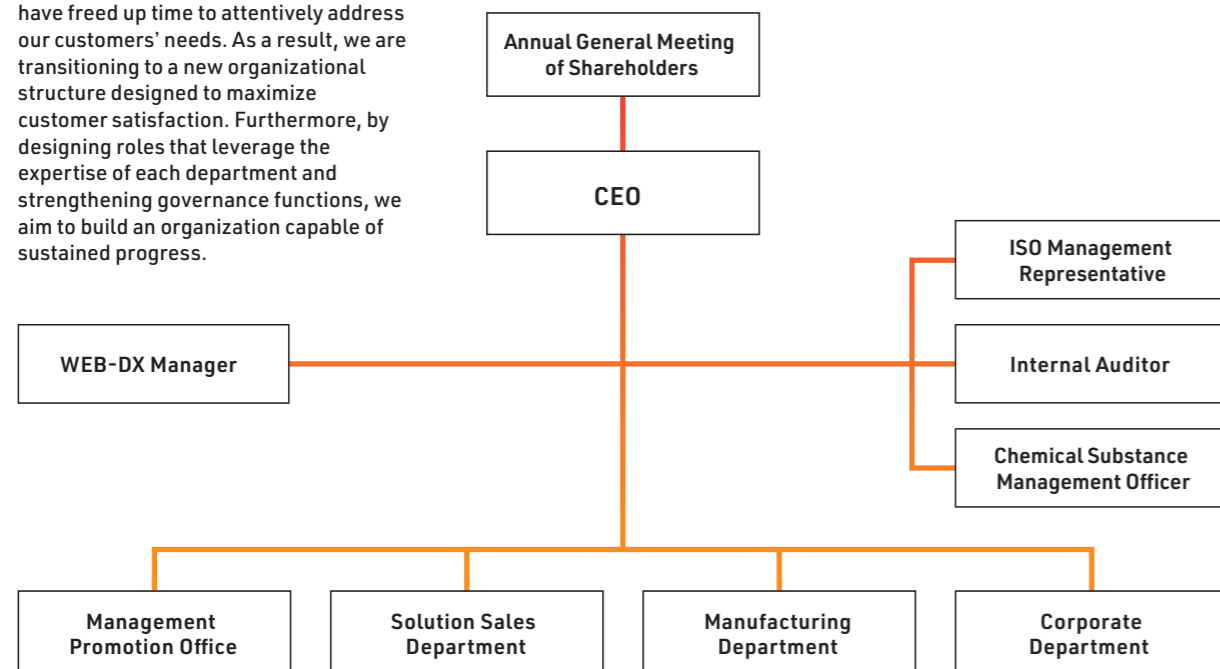 have freed up time to attentively address
our customers’ needs. As a result, we are
transitioning to a new organizational
structure designed to maximize
customer satisfaction. Furthermore, by
designing roles that leverage the
expertise of each department and
strengthening governance functions, we
aim to build an organization capable of
sustained progress.
Annual General Meeting
of Shareholders
CEO
ISO Management
Representative
WEB-DX Manager
Internal Auditor
Chemical Substance
Management Officer
Management
Promotion Office
Solution Sales
Department
Manufacturing
Department
Corporate
Department